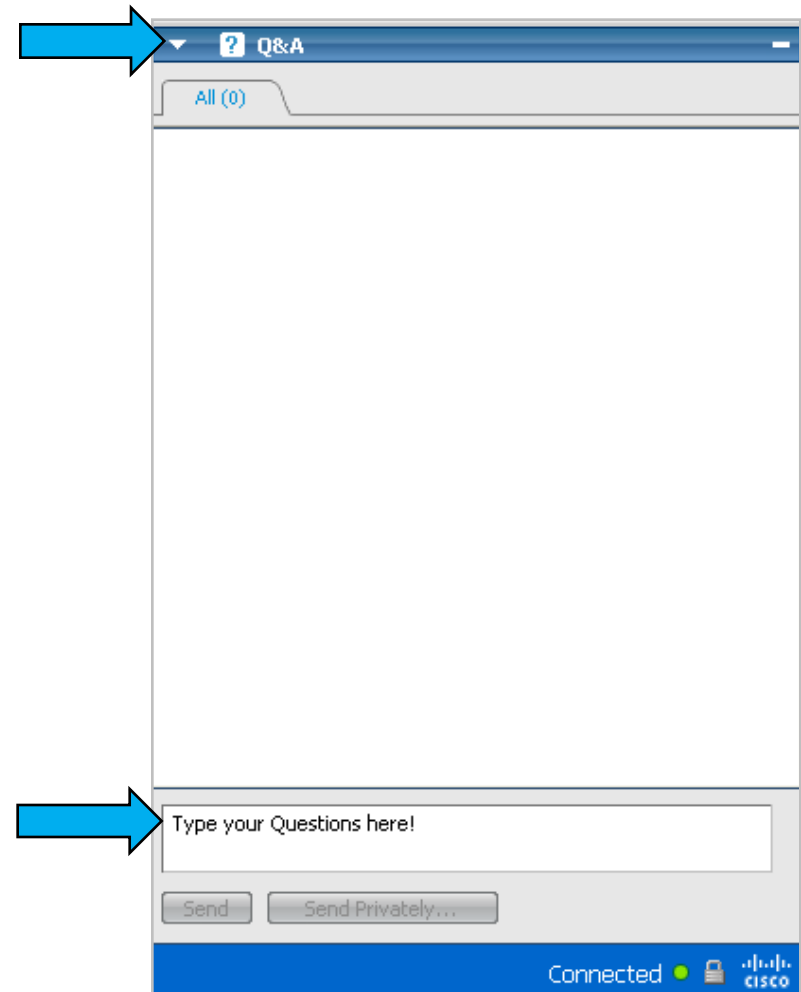 ? Q&A
All (0)
Type your Questions here!
Send Send Privately...
Connected
CISCO